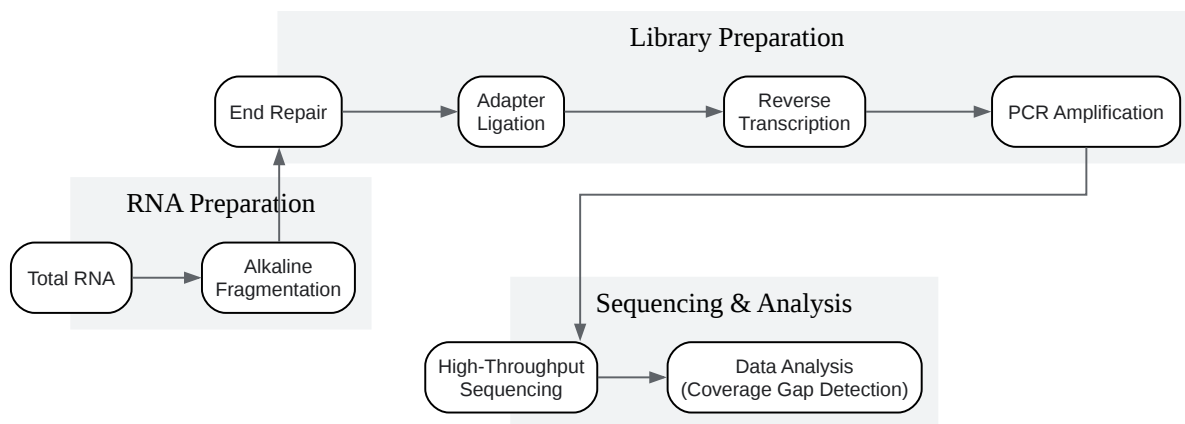 Library Preparation
End Repair
Adapter
Ligation
Reverse
Transcription
PCR Amplification
RNA Preparation
Total RNA
Alkaline
Fragmentation
Sequencing & Analysis
High-Throughput
Sequencing
Data Analysis
(Coverage Gap Detection)